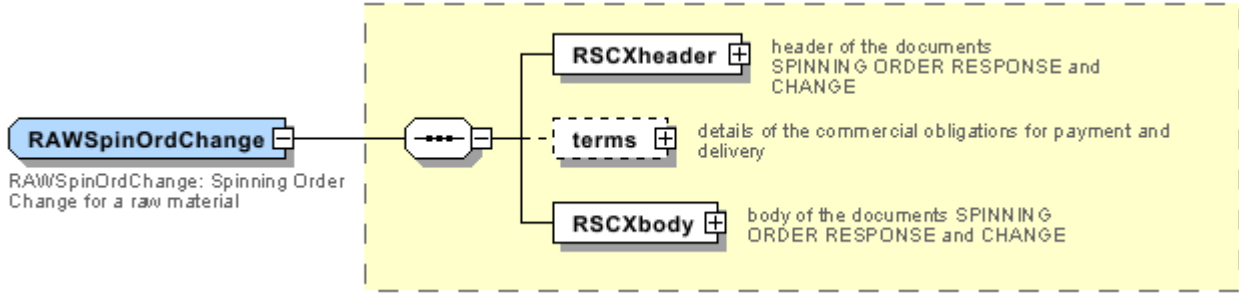 RSCXheader
header of the documents
SPINNING ORDER RESPONSE and
CHANGE
RAWSpinOrdChange
RAWSpinOrdChange: Spinning Order
Change for a raw material
terms
details of the commercial obligations for payment and
delivery
RSCXbody
body of the documents SPINNING
ORDER RESPONSE and CHANGE